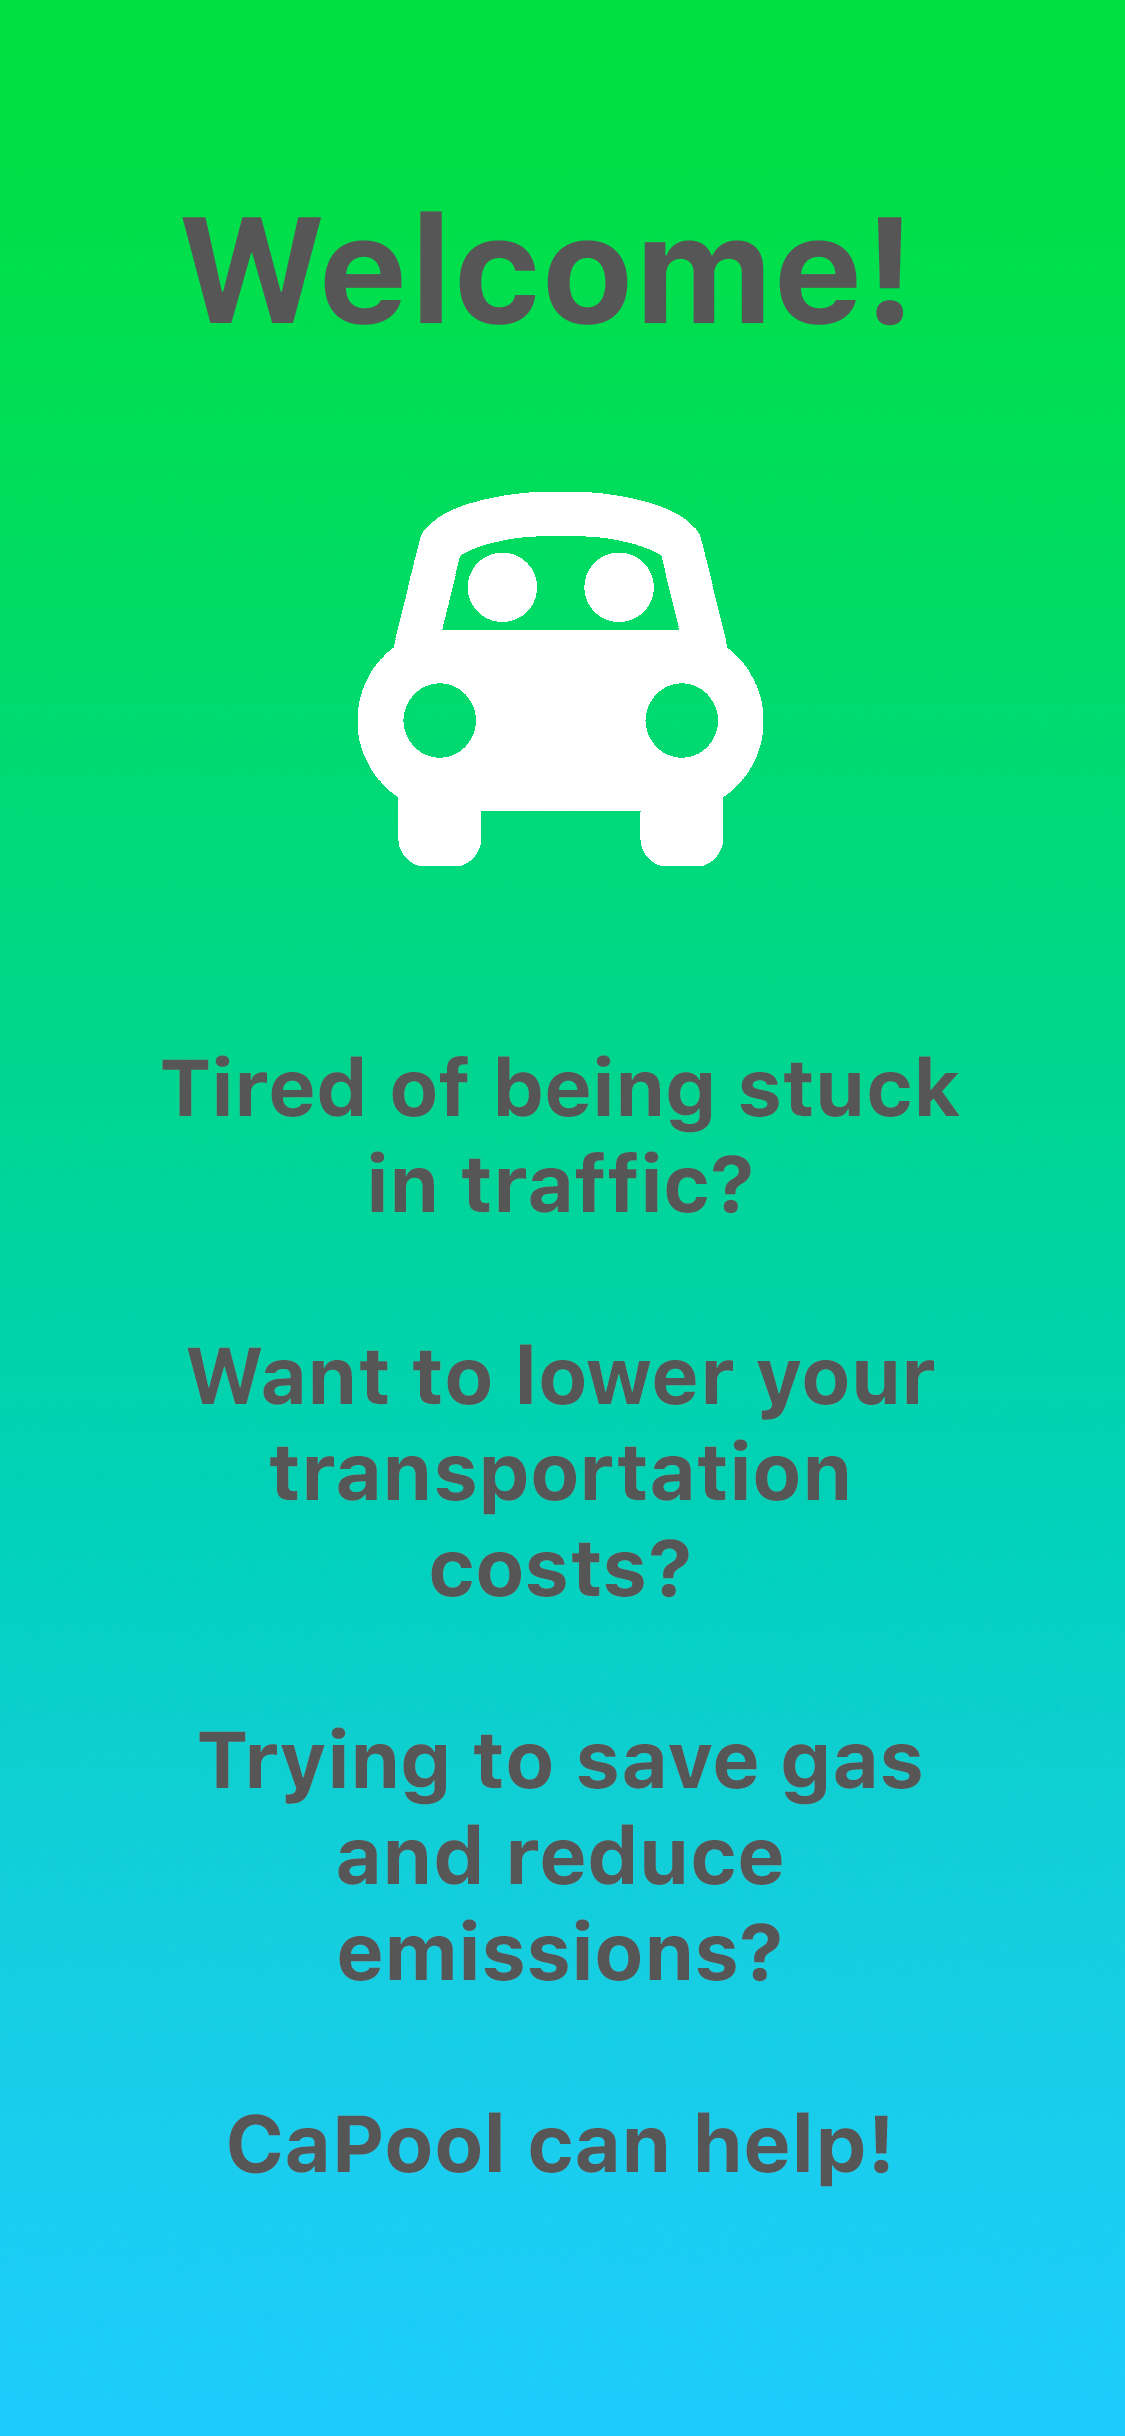 Welcome!
Tired of being stuck
in traffic?
Want to lower your
transportation
costs?
Trying to save gas
and reduce
emissions?
CaPool can help!